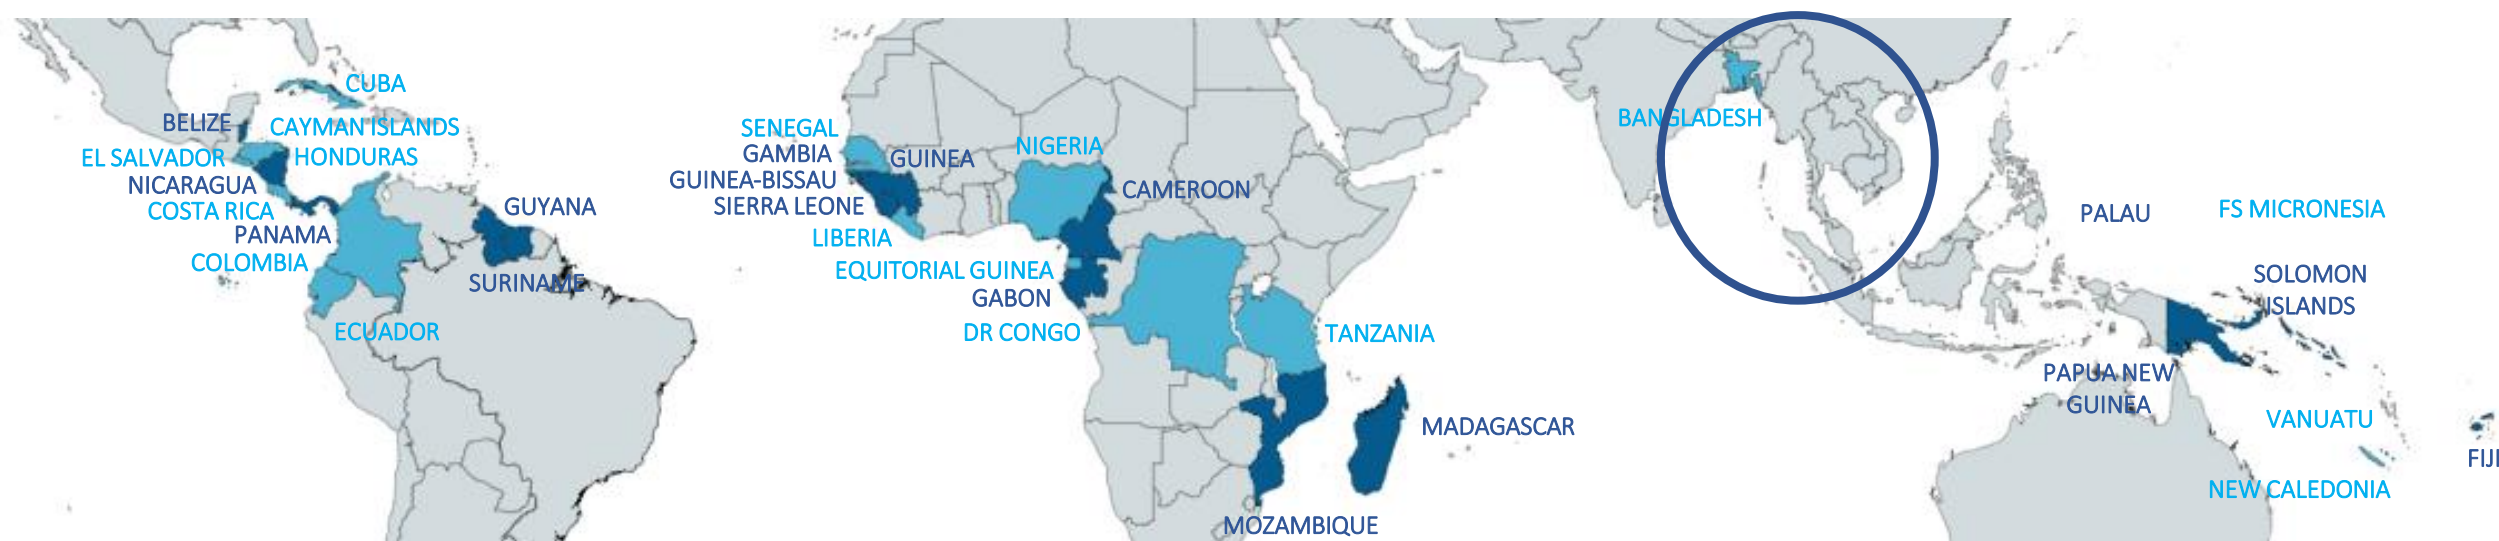 CUBA
BELIZE
CAYMAN ISLANDS
EL SALVADOR
HONDURAS
NICARAGUA
COSTA RICA
PANAMA
COLOMBIA
GUYANA
SURINAME
ECUADOR
SENEGAL
GAMBIA
GUINEA
NIGERIA
GUINEA-BISSAU
CAMEROON
SIERRA LEONE
LIBERIA
EQUITORIAL GUINEA
GABON
DR CONGO
TANZANIA
MADAGASCAR
MOZAMBIQUE
BANGLADESH
PALAU
FS MICRONESIA
SOLOMON
ISLANDS
PAPUA NEW
GUINEA
VANUATU
FIJI
NEW CALEDONIA